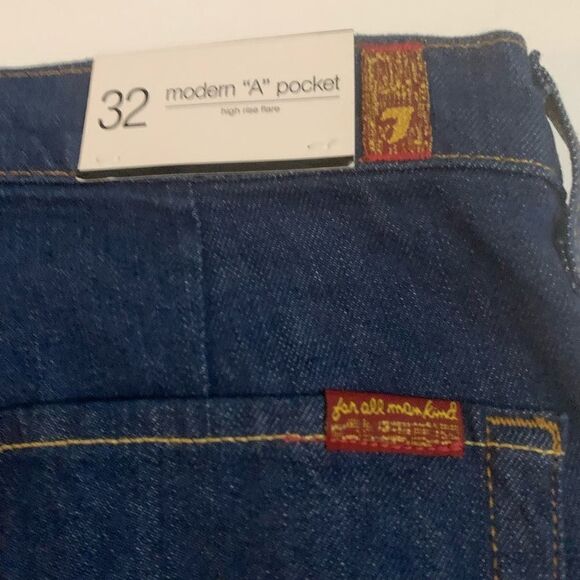 32
modern "A" pocket
high rise flare
7
for all mankind